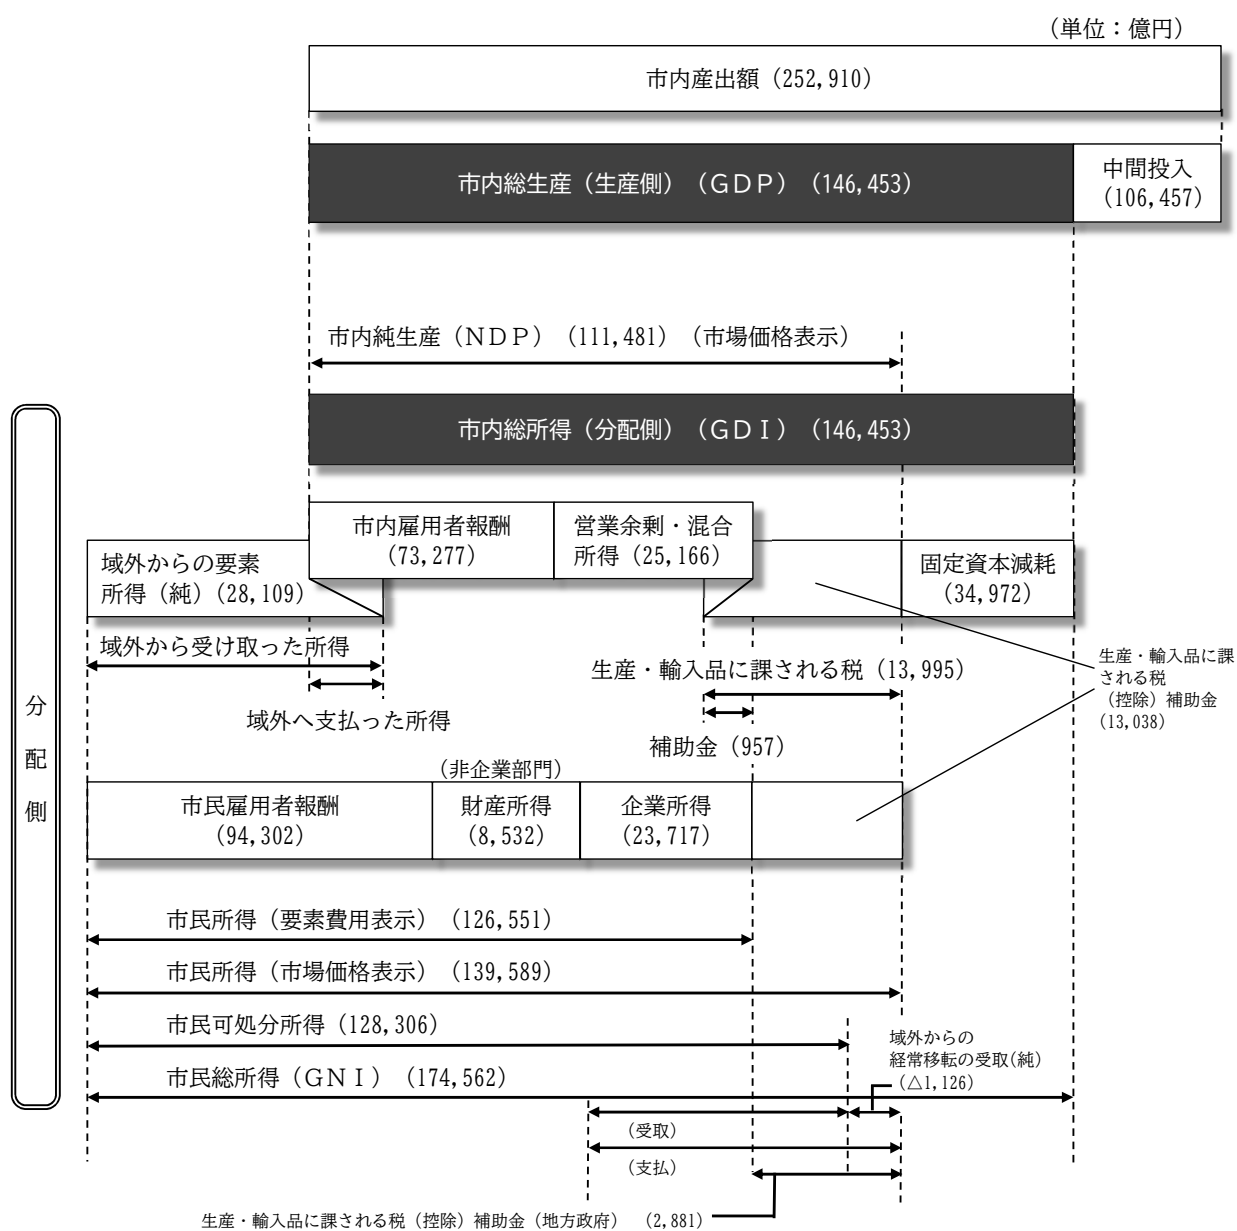 （単位：億円）
市内産出額（252,910）
市内総生産（生産側）（ＧＤＰ）（146,453）
中間投入
（106,457）
市内純生産（ＮＤＰ）（111,481）（市場価格表示）
市内総所得（分配側）（ＧＤＩ）（146,453）
市内雇用者報酬
（73,277）
営業余剰・混合
所得（25,166）
域外からの要素
所得（純）（28,109）
固定資本減耗
（34,972）
域外から受け取った所得
生産・輸入品に課される税（13,995）
域外へ支払った所得
補助金（957）
生産・輸入品に課
される税
（控除）補助金
（13,038）
分配側
（非企業部門）
市民雇用者報酬
（94,302）
財産所得
（8,532）
企業所得
（23,717）
市民所得（要素費用表示）（126,551）
市民所得（市場価格表示）（139,589）
市民可処分所得（128,306）
域外からの
経常移転の受取（純）
（△1,126）
市民総所得（ＧＮＩ）（174,562）
（受取）
（支払）
生産・輸入品に課される税（控除）補助金（地方政府）（2,881）